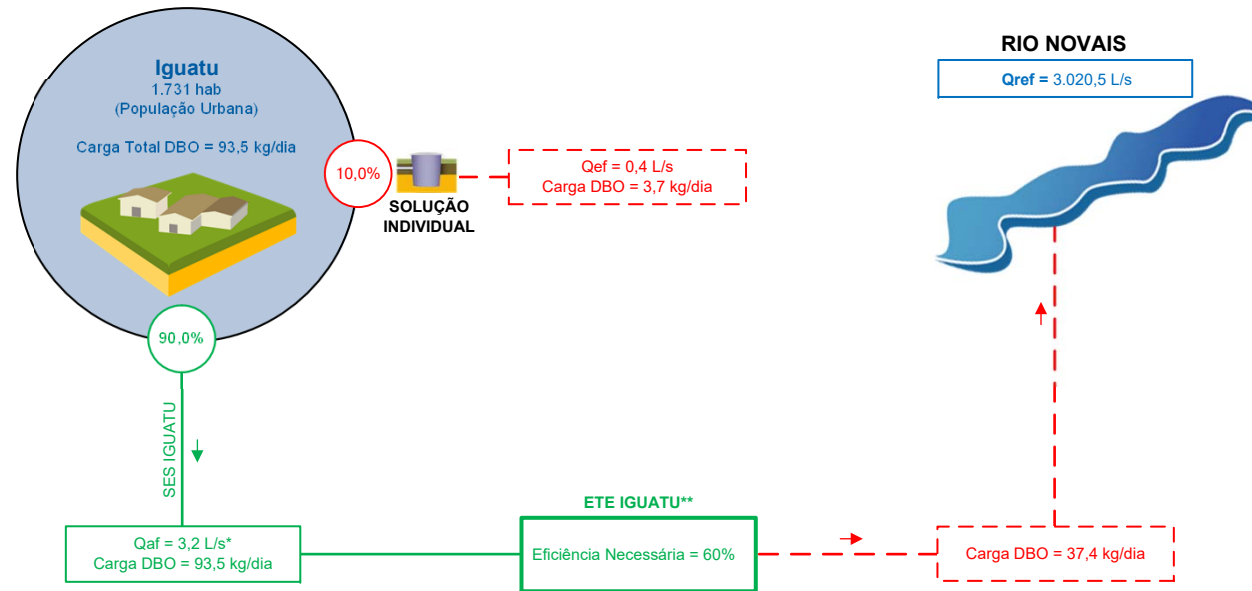 Iguatu
1.731 hab
(População Urbana)
Carga Total DBO = 93,5 kg/dia
10,0%
SOLUÇÃO
INDIVIDUAL
Qef = 0,4 L/s
Carga DBO = 3,7 kg/dia
RIO NOVAIS
Qref = 3.020,5 L/s
90,0%
SES IGUATU
Qaf = 3,2 L/s*
Carga DBO = 93,5 kg/dia
ETE IGUATU**
Eficiência Necessária = 60%
Carga DBO = 37,4 kg/dia